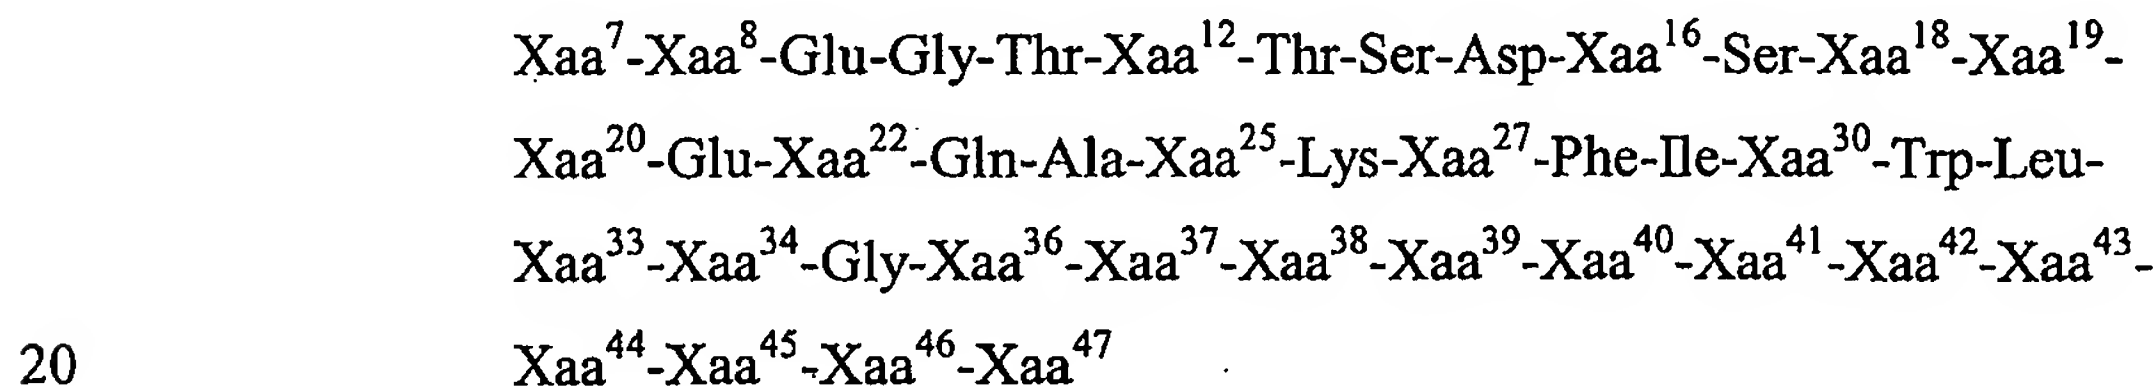 Xaa⁷-Xaa⁸-Glu-Gly-Thr-Xaa¹²-Thr-Ser-Asp-Xaa¹⁶-Ser-Xaa¹⁸-Xaa¹⁹-
Xaa²⁰-Glu-Xaa²²-Gln-Ala-Xaa²⁵-Lys-Xaa²⁷-Phe-Ile-Xaa³⁰-Trp-Leu-
Xaa³³-Xaa³⁴-Gly-Xaa³⁶-Xaa³⁷-Xaa³⁸-Xaa³⁹-Xaa⁴⁰-Xaa⁴¹-Xaa⁴²-Xaa⁴³-
20 Xaa⁴⁴-Xaa⁴⁵-Xaa⁴⁶-Xaa⁴⁷